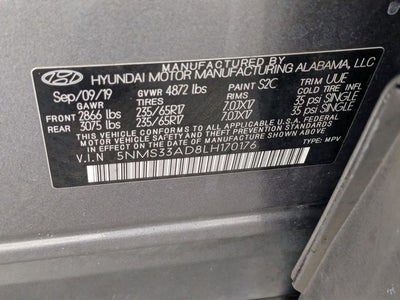 MANUFACTURED BY
HYUNDAI MOTOR MANUFACTURING ALABAMA, LLC
Sep/09/19 GVWR 4872 lbs PAINT S2C TRIM UUE
GAWR TIRES RIMS COLD TIRE INFL
FRONT 2866 lbs 235/65R17 7.0JX17 35 psi SINGLE
REAR 3075 lbs 235/65R17 7.0JX17 35 psi SINGLE
THIS VEHICLE CONFORMS TO ALL APPLICABLE U.S.A. FEDERAL
MOTOR VEHICLE SAFETY AND
IN EFFECT ON THE DATE OF MANUFACTURE SHOWN ABOVE.
V.I.N 5NMS33AD8LH170176 TYPE: MPV